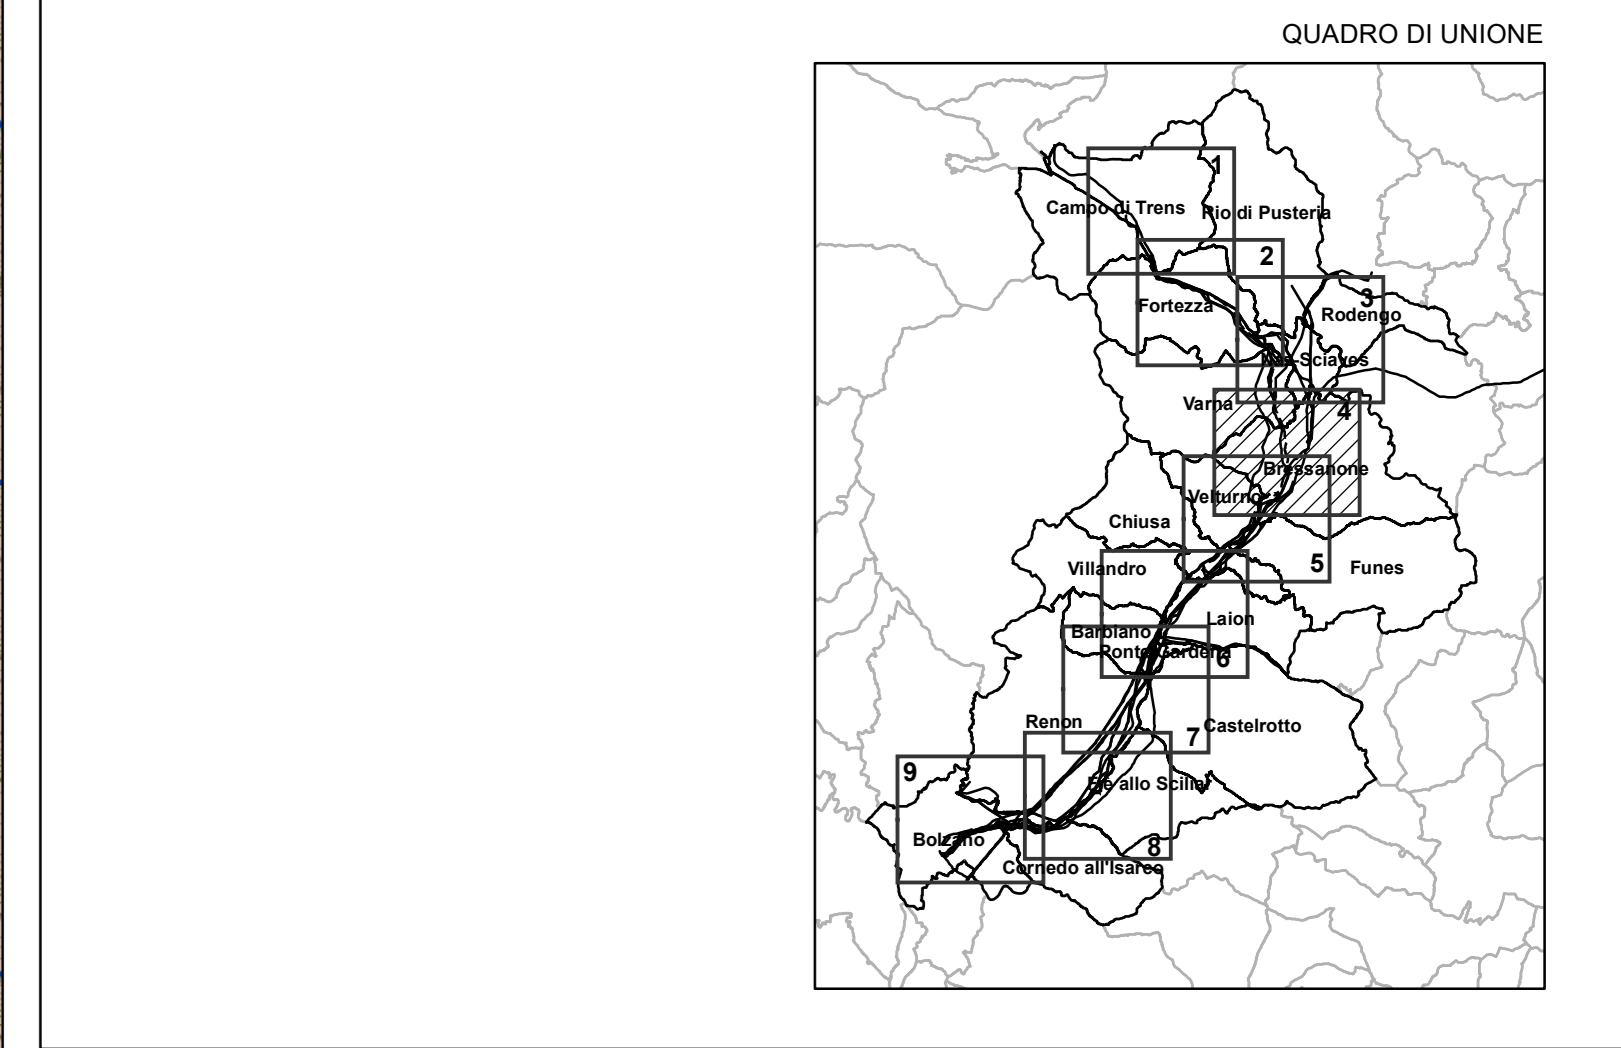 QUADRO DI UNIONE
1
Campo di Trens
Rio di Pusteria
2
3
Fortezza
Rodengo
Naz-Sciaves
Varna
4
Bressanone
Velturno
Chiusa
5
Villandro
Funes
Laion
Barbiano
Ponte Gardena
6
Renon
7
Castelrotto
9
Fie allo Sciliar
Bolzano
8
Cornedo all'Isarco